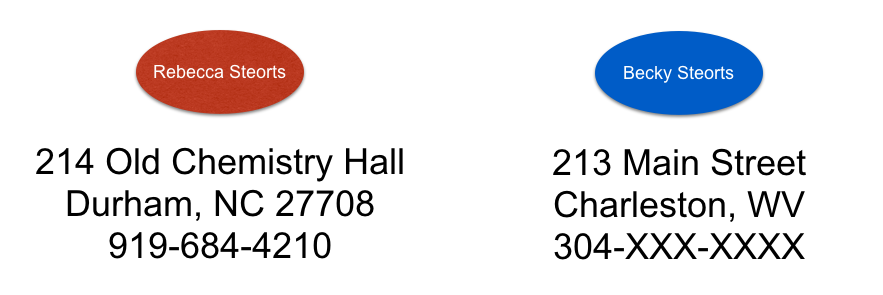 Rebecca Steorts
214 Old Chemistry Hall
Durham, NC 27708
919-684-4210
Becky Steorts
213 Main Street
Charleston, WV
304-XXX-XXXX